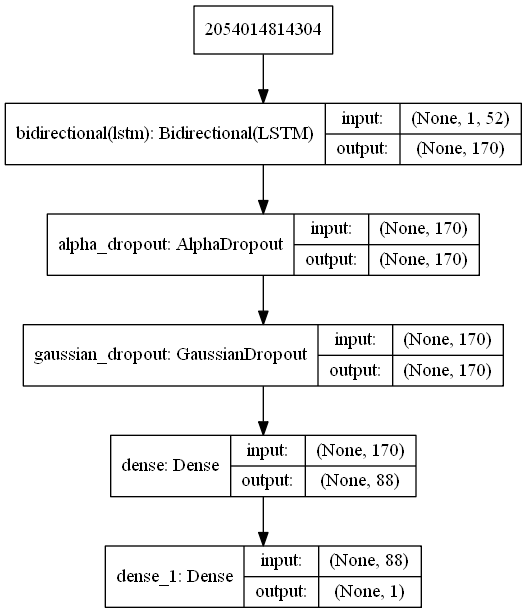 2054014814304
bidirectional(lstm): Bidirectional(LSTM)
input: (None, 1, 52)
output: (None, 170)
alpha_dropout: AlphaDropout
input: (None, 170)
output: (None, 170)
gaussian_dropout: GaussianDropout
input: (None, 170)
output: (None, 170)
dense: Dense
input: (None, 170)
output: (None, 88)
dense_1: Dense
input: (None, 88)
output: (None, 1)